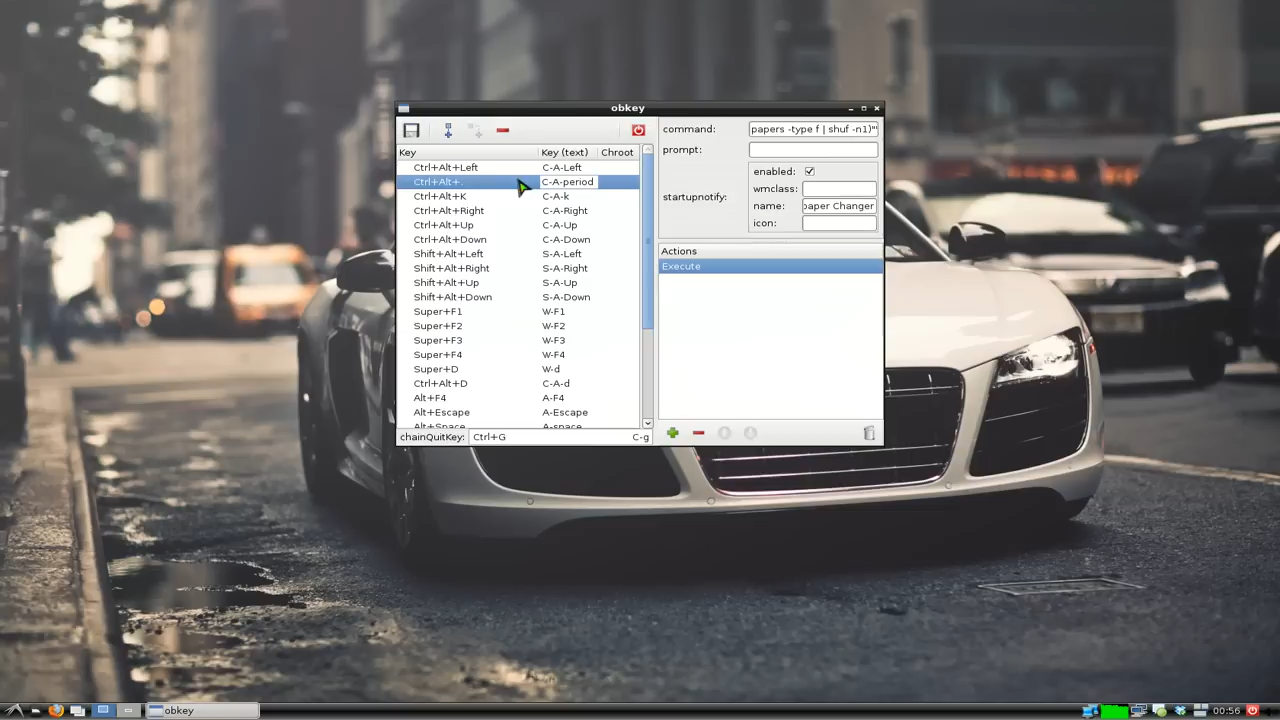 obkey
Key Key (text) Chroot
Ctrl+Alt+Left C-A-Left
Ctrl+Alt+. C-A-period
Ctrl+Alt+K C-A-k
Ctrl+Alt+Right C-A-Right
Ctrl+Alt+Up C-A-Up
Ctrl+Alt+Down C-A-Down
Shift+Alt+Left S-A-Left
Shift+Alt+Right S-A-Right
Shift+Alt+Up S-A-Up
Shift+Alt+Down S-A-Down
Super+F1 W-F1
Super+F2 W-F2
Super+F3 W-F3
Super+F4 W-F4
Super+D W-d
Ctrl+Alt+D C-A-d
Alt+F4 A-F4
Alt+Escape A-Escape
Alt+Space A-space
chainQuitKey: Ctrl+G C-g
command: papers -type f | shuf -n1)"'
prompt:
startupnotify:
enabled:
wmclass:
name: paper Changer
icon:
Actions
Execute
obkey
00:56